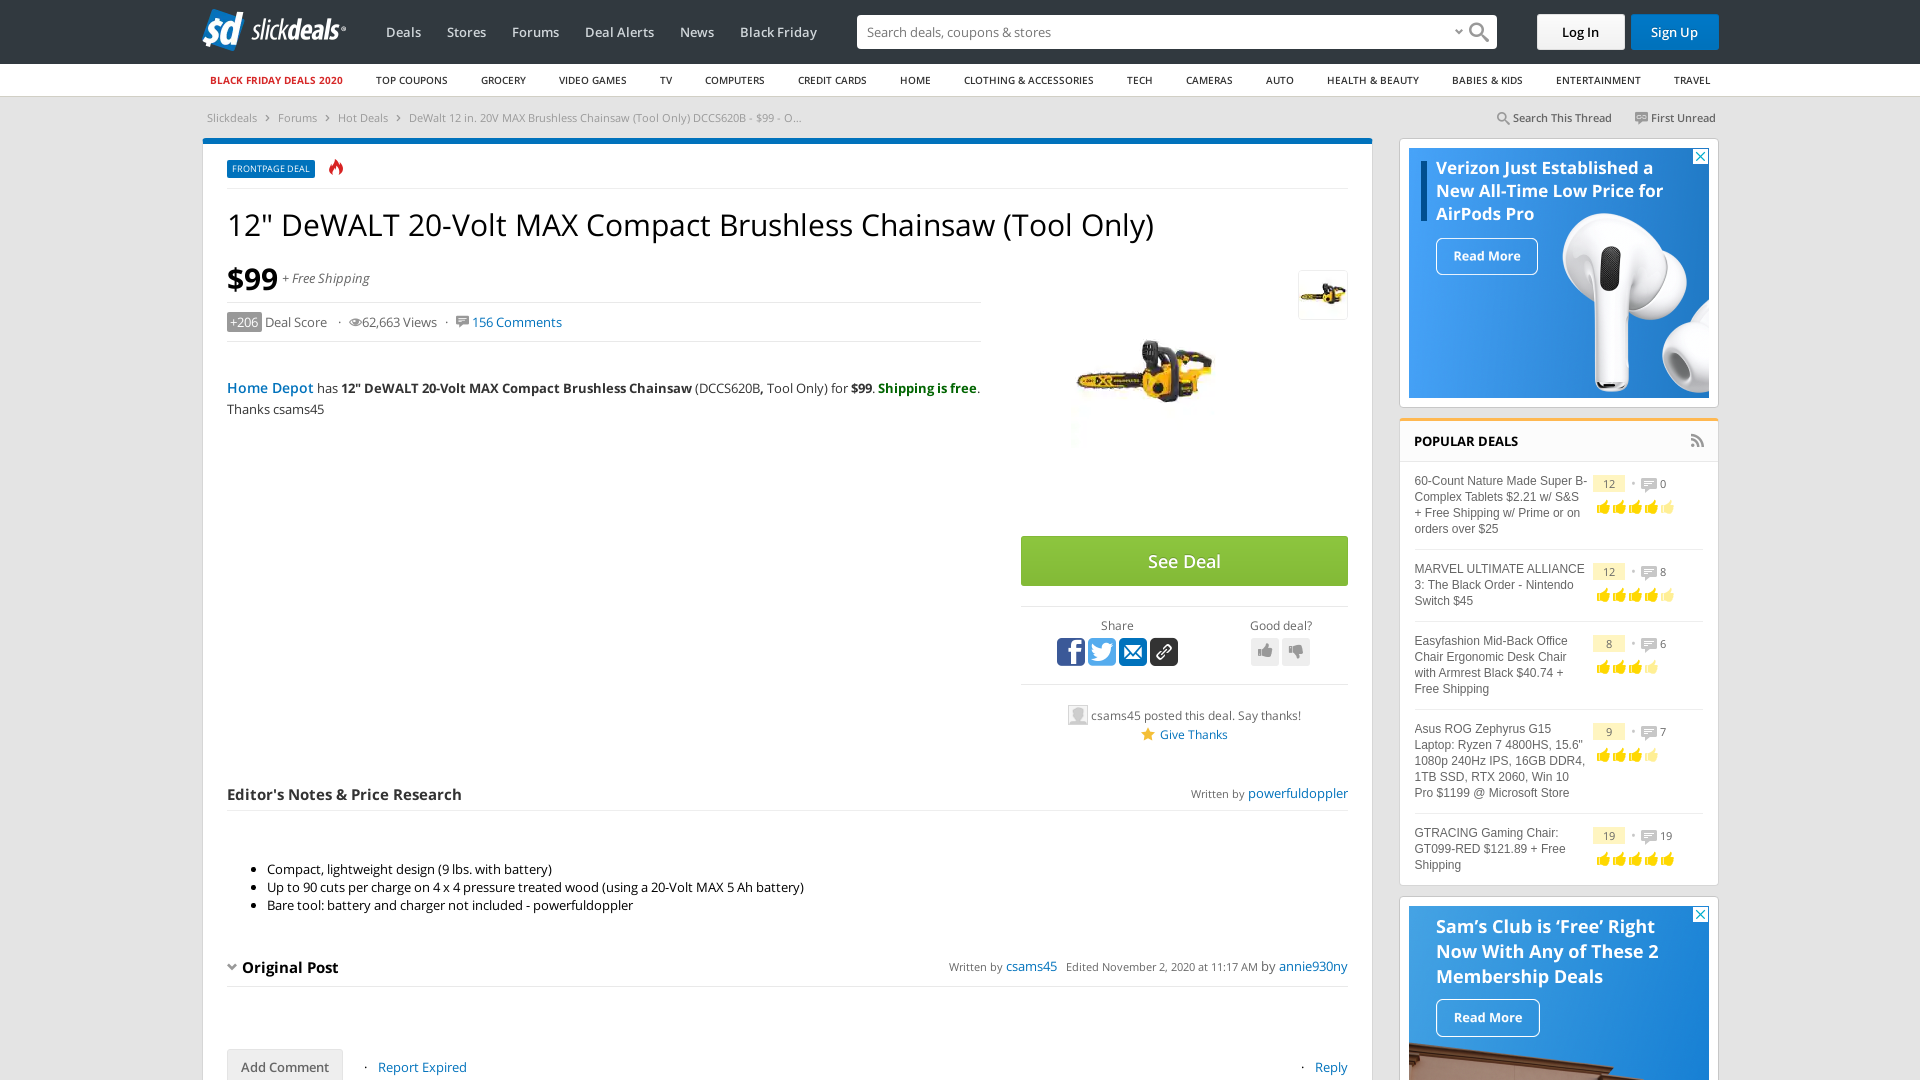 slickdeals
Deals
Stores
Forums
Deal Alerts
News
Black Friday
Search deals, coupons & stores
Log In
Sign Up
BLACK FRIDAY DEALS 2020
TOP COUPONS
GROCERY
VIDEO GAMES
TV
COMPUTERS
CREDIT CARDS
HOME
CLOTHING & ACCESSORIES
TECH
CAMERAS
AUTO
HEALTH & BEAUTY
BABIES & KIDS
ENTERTAINMENT
TRAVEL
Slickdeals
Forums
Hot Deals
DeWalt 12 in. 20V MAX Brushless Chainsaw (Tool Only) DCCS620B - $99 - O...
Search This Thread
First Unread
FRONTPAGE DEAL
12" DeWALT 20-Volt MAX Compact Brushless Chainsaw (Tool Only)
$99 + Free Shipping
+206 Deal Score · 62,663 Views · 156 Comments
Home Depot has 12" DeWALT 20-Volt MAX Compact Brushless Chainsaw (DCCS620B, Tool Only) for $99. Shipping is free.
Thanks csams45
See Deal
Share
Good deal?
csams45 posted this deal. Say thanks!
Give Thanks
Editor's Notes & Price Research
Written by powerfuldoppler
Compact, lightweight design (9 lbs. with battery)
Up to 90 cuts per charge on 4 x 4 pressure treated wood (using a 20-Volt MAX 5 Ah battery)
Bare tool: battery and charger not included - powerfuldoppler
Original Post
Written by csams45 Edited November 2, 2020 at 11:17 AM by annie930ny
Add Comment
· Report Expired
· Reply
Verizon Just Established a
New All-Time Low Price for
AirPods Pro
Read More
POPULAR DEALS
60-Count Nature Made Super B-
Complex Tablets $2.21 w/ S&S
+ Free Shipping w/ Prime or on
orders over $25
12 • 0
MARVEL ULTIMATE ALLIANCE
3: The Black Order - Nintendo
Switch $45
12 • 8
Easyfashion Mid-Back Office
Chair Ergonomic Desk Chair
with Armrest Black $40.74 +
Free Shipping
8 • 6
Asus ROG Zephyrus G15
Laptop: Ryzen 7 4800HS, 15.6"
1080p 240Hz IPS, 16GB DDR4,
1TB SSD, RTX 2060, Win 10
Pro $1199 @ Microsoft Store
9 • 7
GTRACING Gaming Chair:
GT099-RED $121.89 + Free
Shipping
19 • 19
Sam's Club is 'Free' Right
Now With Any of These 2
Membership Deals
Read More